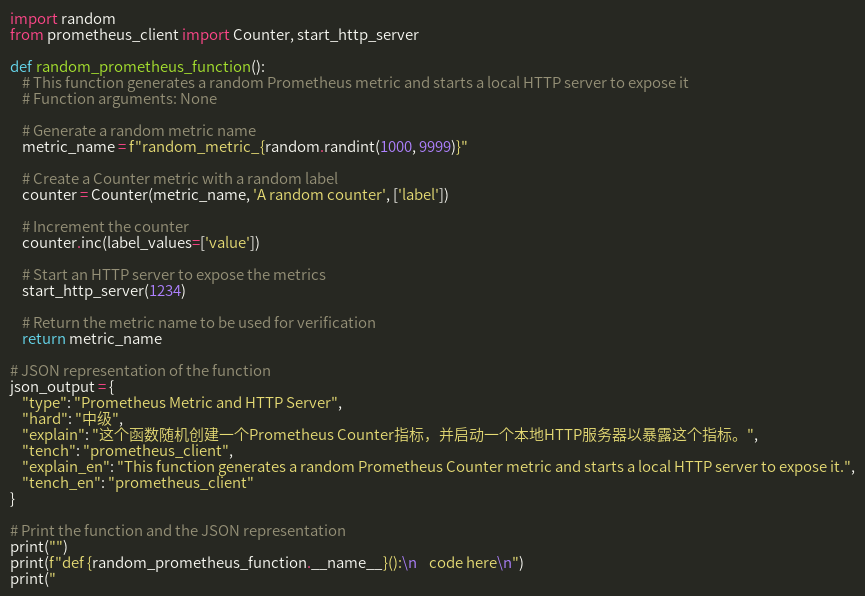 import random
from prometheus_client import Counter, start_http_server

def random_prometheus_function():
    # This function generates a random Prometheus metric and starts a local HTTP server to expose it
    # Function arguments: None

    # Generate a random metric name
    metric_name = f"random_metric_{random.randint(1000, 9999)}"

    # Create a Counter metric with a random label
    counter = Counter(metric_name, 'A random counter', ['label'])

    # Increment the counter
    counter.inc(label_values=['value'])

    # Start an HTTP server to expose the metrics
    start_http_server(1234)

    # Return the metric name to be used for verification
    return metric_name

# JSON representation of the function
json_output = {
    "type": "Prometheus Metric and HTTP Server",
    "hard": "中级",
    "explain": "这个函数随机创建一个Prometheus Counter指标，并启动一个本地HTTP服务器以暴露这个指标。",
    "tench": "prometheus_client",
    "explain_en": "This function generates a random Prometheus Counter metric and starts a local HTTP server to expose it.",
    "tench_en": "prometheus_client"
}

# Print the function and the JSON representation
print("")
print(f"def {random_prometheus_function.__name__}():\n    code here\n")
print("